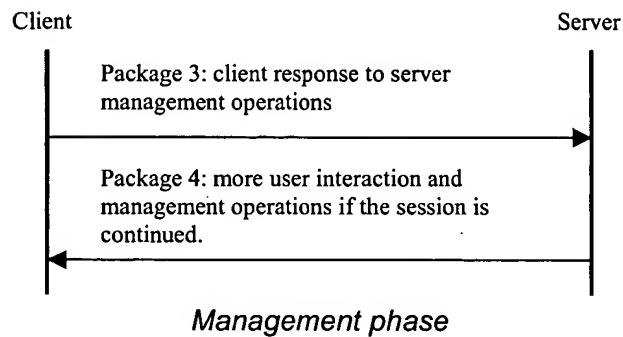 Client
Server
Package 3: client response to server
management operations
Package 4: more user interaction and
management operations if the session is
continued.
Management phase